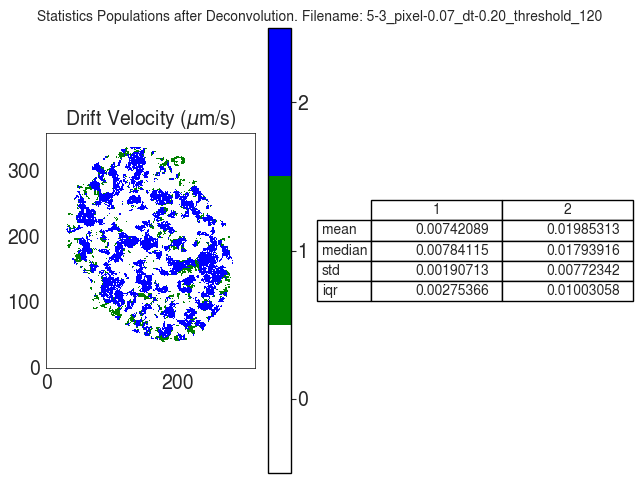 Statistics Populations after Deconvolution. Filename: 5-3_pixel-0.07_dt-0.20_threshold_120
Drift Velocity (μm/s)
300
200
100
0
0 200
2
1
0
1 2
mean 0.00742089 0.01985313
median 0.00784115 0.01793916
std 0.00190713 0.00772342
iqr 0.00275366 0.01003058